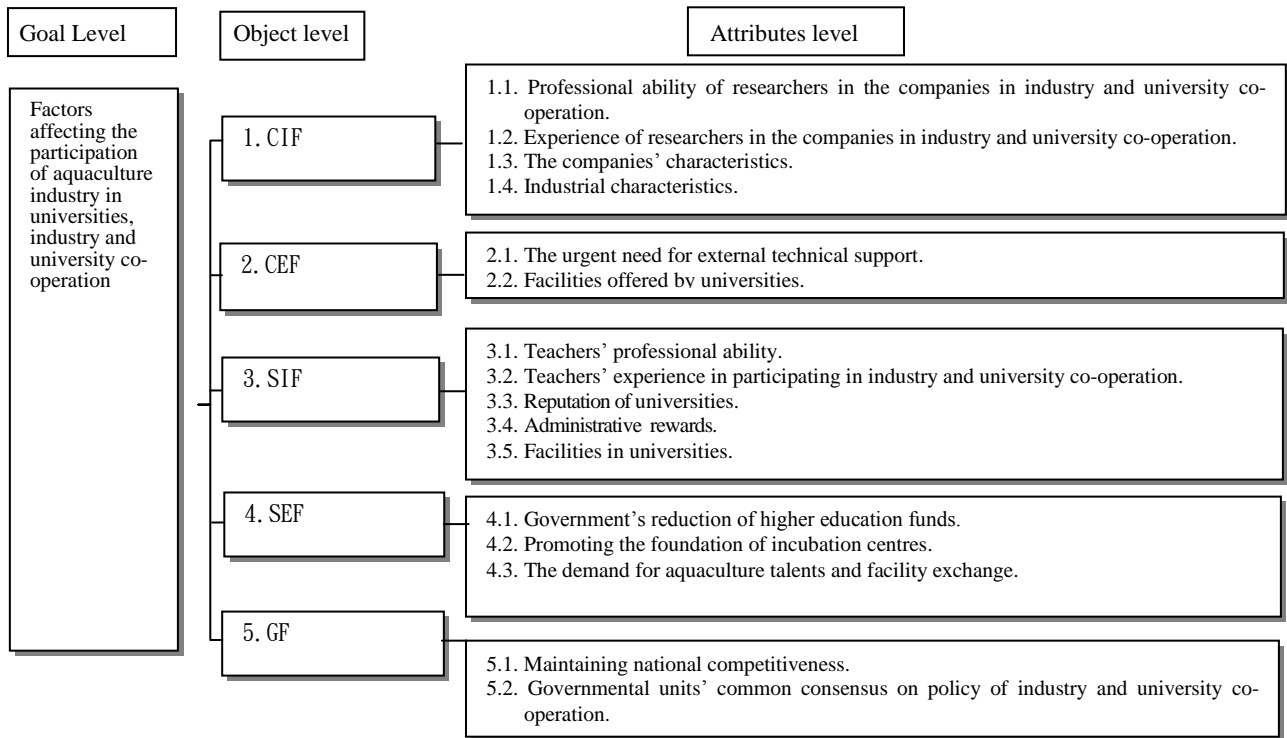 Goal Level
Object level
Attributes level
Factors
affecting the
participation
of aquaculture
industry in
universities,
industry and
university co-
operation
1. CIF
1.1. Professional ability of researchers in the companies in industry and university co-
operation.
1.2. Experience of researchers in the companies in industry and university co-operation.
1.3. The companies’ characteristics.
1.4. Industrial characteristics.
2. CEF
2.1. The urgent need for external technical support.
2.2. Facilities offered by universities.
3. SIF
3.1. Teachers’ professional ability.
3.2. Teachers’ experience in participating in industry and university co-operation.
3.3. Reputation of universities.
3.4. Administrative rewards.
3.5. Facilities in universities.
4. SEF
4.1. Government’s reduction of higher education funds.
4.2. Promoting the foundation of incubation centres.
4.3. The demand for aquaculture talents and facility exchange.
5. GF
5.1. Maintaining national competitiveness.
5.2. Governmental units’ common consensus on policy of industry and university co-
operation.